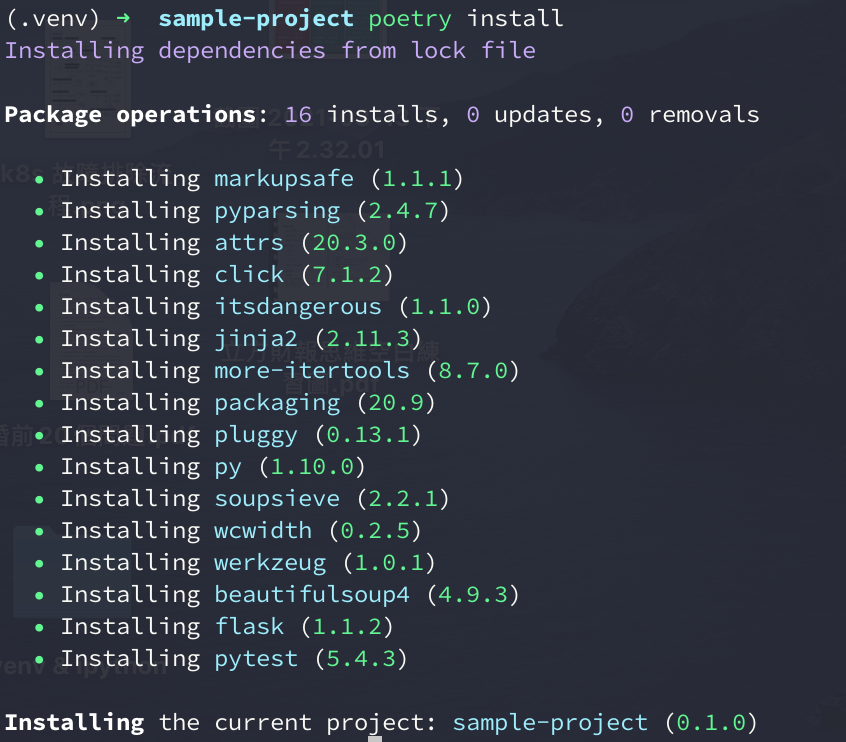 (.venv) → sample-project poetry install
Installing dependencies from lock file
Package operations: 16 installs, 0 updates, 0 removals
午2.32.01
• Installing markupsafe (1.1.1)
• Installing pyparsing (2.4.7)
• Installing attrs (20.3.0)
• Installing click (7.1.2)
• Installing itsdangerous (1.1.0)
• Installing jinja2 (2.11.3)
• Installing more-itertools (8.7.0)
• Installing packaging (20.9)
• Installing pluggy (0.13.1)
• Installing py (1.10.0)
• Installing soupsieve (2.2.1)
• Installing wcwidth (0.2.5)
• Installing werkzeug (1.0.1)
• Installing beautifulsoup4 (4.9.3)
• Installing flask (1.1.2)
• Installing pytest (5.4.3)
Installing the current project: sample-project (0.1.0)